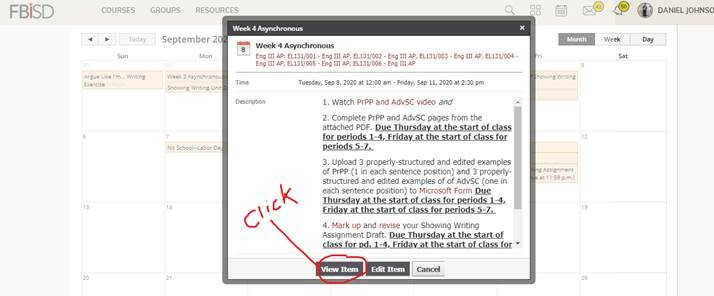 FBiSD
COURSES GROUPS RESOURCES
41
50
DANIEL JOHNSO
Today
September 202
Month Week Day
Sun
Sat
Argue Like I'm... Writing
Exercise
Week 3 Asynchronous
Showing Writing Unit
Showing Writing
6
7
No School--Labor Day
12
Writing Assignment
ue at 11:59 p.m.)
13
14
19
20
21
26
Week 4 Asynchronous
8
Week 4 Asynchronous
Eng III AP: EL131/001 - Eng III AP, EL131/002 - Eng III AP, EL131/003 - Eng III AP, EL131/004 -
Eng III AP, EL131/005 - Eng III AP, EL131/006 - Eng III AP
Time
Tuesday, Sep 8, 2020 at 12:00 am - Friday, Sep 11, 2020 at 2:30 pm
Description
1. Watch PrPP and AdvSC video and
2. Complete PrPP and AdvSC pages from the
attached PDF. Due Thursday at the start of class
for periods 1-4, Friday at the start of class for
periods 5-7.
3. Upload 3 properly-structured and edited examples
of PrPP (1 in each sentence position) and 3 properly-
structured and edited examples of of AdvSC (one in
each sentence position) to Microsoft Form Due
Thursday at the start of class for periods 1-4,
Friday at the start of class for periods 5-7.
4. Mark up and revise your Showing Writing
Assignment Draft. Due Thursday at the start of
class for pd. 1-4, Friday at the start of class for
Click
View Item Edit Item Cancel